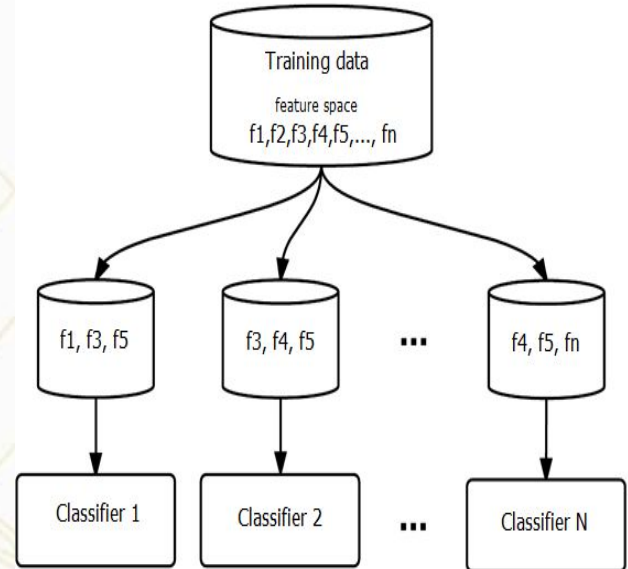 Training data
feature space
f1,f2,f3,f4,f5,..., fn
f1, f3, f5
f3, f4, f5
...
f4, f5, fn
Classifier 1
Classifier 2
...
Classifier N